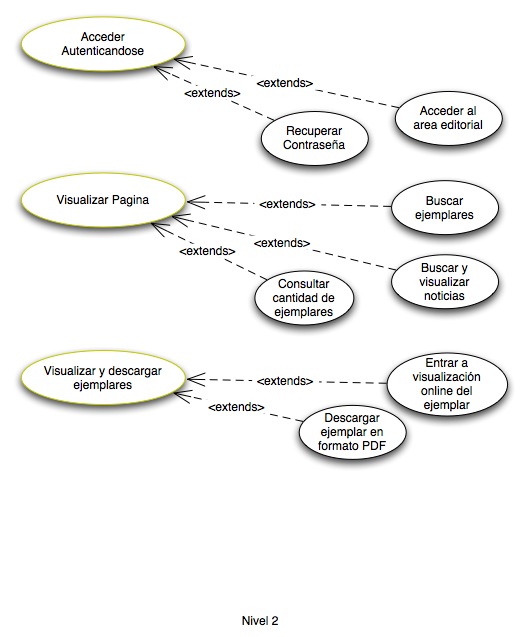 Acceder
Autenticandose
<extends>
<extends>
Acceder al
area editorial
Recuperar
Contraseña
Visualizar Pagina
<extends>
Buscar
ejemplares
<extends>
<extends>
Buscar y
visualizar
noticias
Consultar
cantidad de
ejemplares
Visualizar y descargar
ejemplares
<extends>
Entrar a
visualización
online del
ejemplar
<extends>
Descargar
ejemplar en
formato PDF
Nivel 2